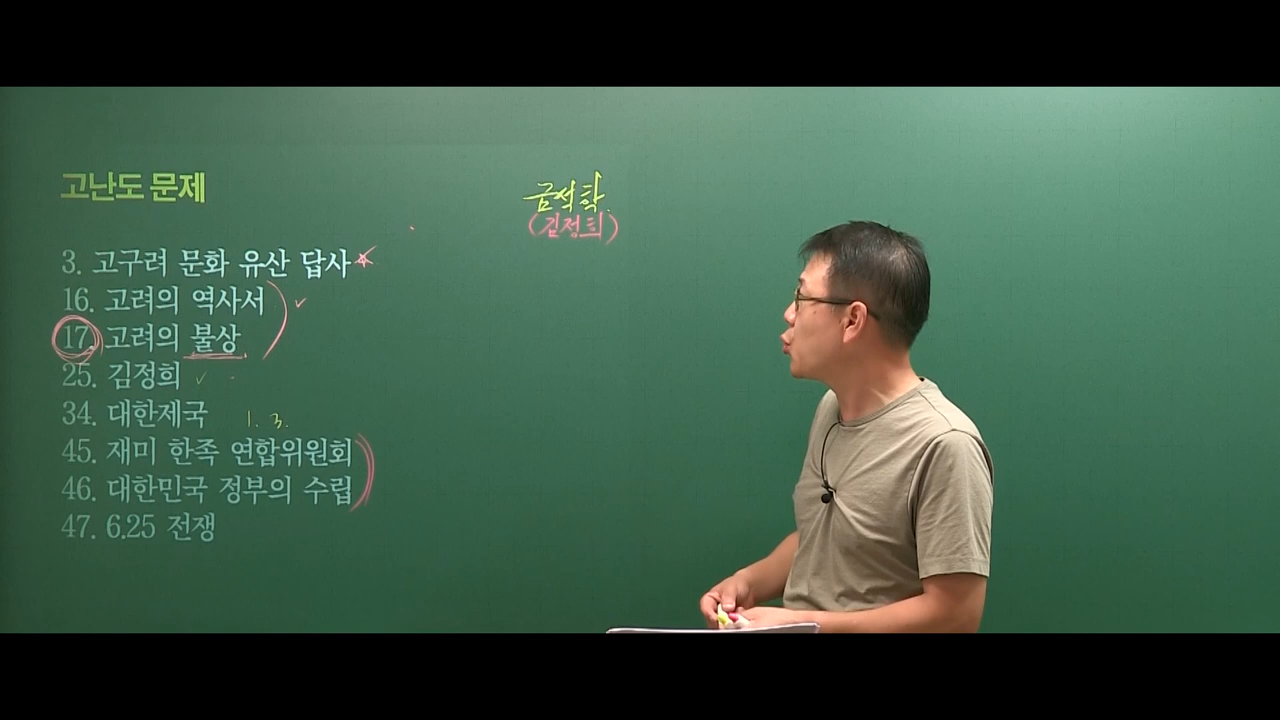 고난도 문제
금석학
(김정희)
3. 고구려 문화 유산 답사
16. 고려의 역사서
17. 고려의 불상
25. 김정희
34. 대한제국 1. 3.
45. 재미 한족 연합위원회
46. 대한민국 정부의 수립
47. 6.25 전쟁